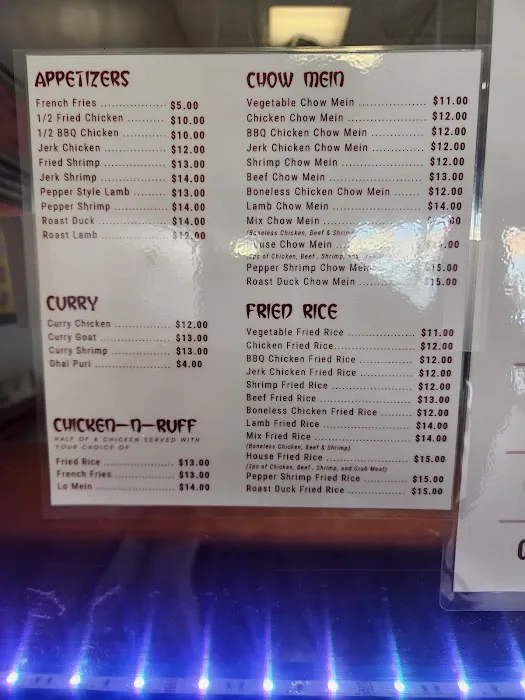 APPETIZERS
French Fries ................ $5.00
1/2 Fried Chicken ................ $10.00
1/2 BBQ Chicken ................ $10.00
Jerk Chicken ................ $12.00
Fried Shrimp ................ $13.00
Jerk Shrimp ................ $14.00
Pepper Style Lamb ................ $13.00
Pepper Shrimp ................ $14.00
Roast Duck ................ $14.00
Roast Lamb ................ $12.00
CURRY
Curry Chicken ................ $12.00
Curry Goat ................ $13.00
Curry Shrimp ................ $13.00
Dhal Puri ................ $4.00
CHICKEN-N-RUFF
HALF OF A CHICKEN SERVED WITH
YOUR CHOICE OF
Fried Rice ................ $13.00
French Fries ................ $13.00
Lo Mein ................ $14.00
CHOW MEIN
Vegetable Chow Mein ................ $11.00
Chicken Chow Mein ................ $12.00
BBQ Chicken Chow Mein ................ $12.00
Jerk Chicken Chow Mein ................ $12.00
Shrimp Chow Mein ................ $12.00
Beef Chow Mein ................ $13.00
Boneless Chicken Chow Mein ................ $12.00
Lamb Chow Mein ................ $14.00
Mix Chow Mein ................
(Boneless Chicken, Beef & Shrimp
House Chow Mein ................
2pc of Chicken, Beef, Shrimp,
Pepper Shrimp Chow Mein $15.00
Roast Duck Chow Mein ................ $15.00
FRIED RICE
Vegetable Fried Rice ................ $11.00
Chicken Fried Rice ................ $12.00
BBQ Chicken Fried Rice ................ $12.00
Jerk Chicken Fried Rice ................ $12.00
Shrimp Fried Rice ................ $12.00
Beef Fried Rice ................ $13.00
Boneless Chicken Fried Rice ................ $12.00
Lamb Fried Rice ................ $14.00
Mix Fried Rice ................ $14.00
(Boneless Chicken, Beef & Shrimp)
House Fried Rice ................ $15.00
(2pc of Chicken, Beef, Shrimp, and Crab Meat)
Pepper Shrimp Fried Rice ................ $15.00
Roast Duck Fried Rice ................ $15.00